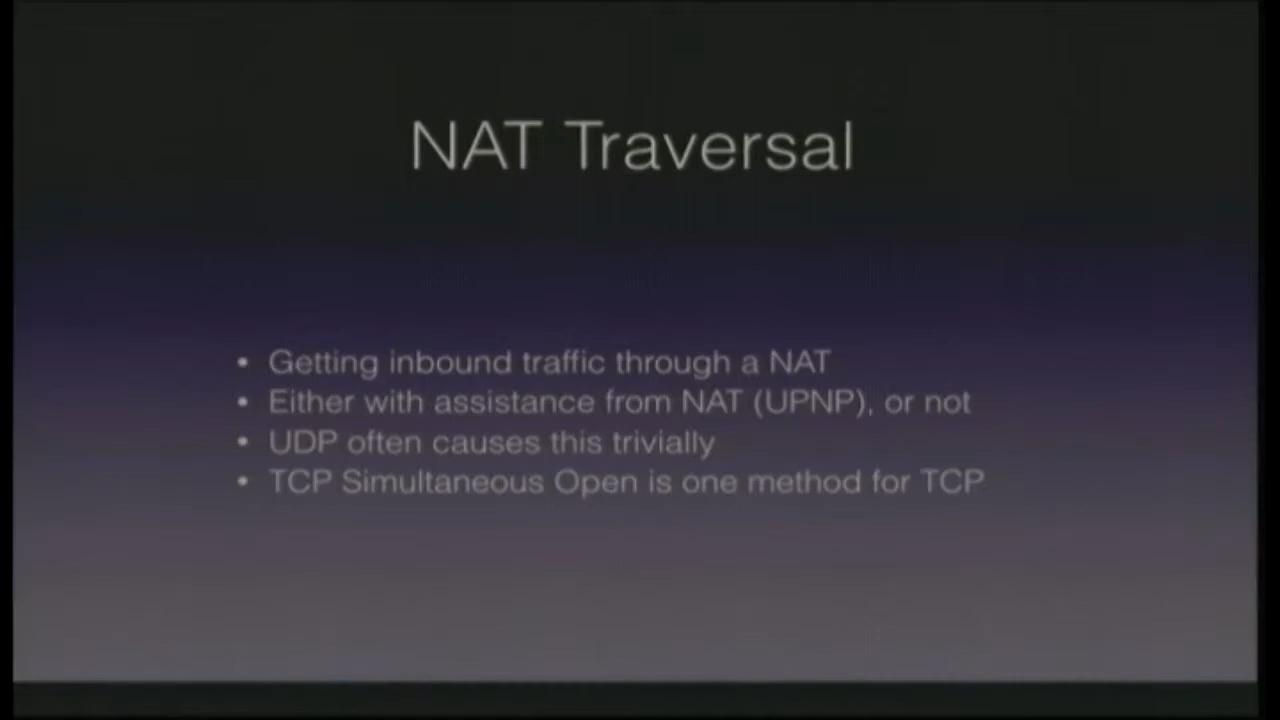 NAT Traversal
• Getting inbound traffic through a NAT
• Either with assistance from NAT (UPNP), or not
• UDP often causes this trivially
• TCP Simultaneous Open is one method for TCP